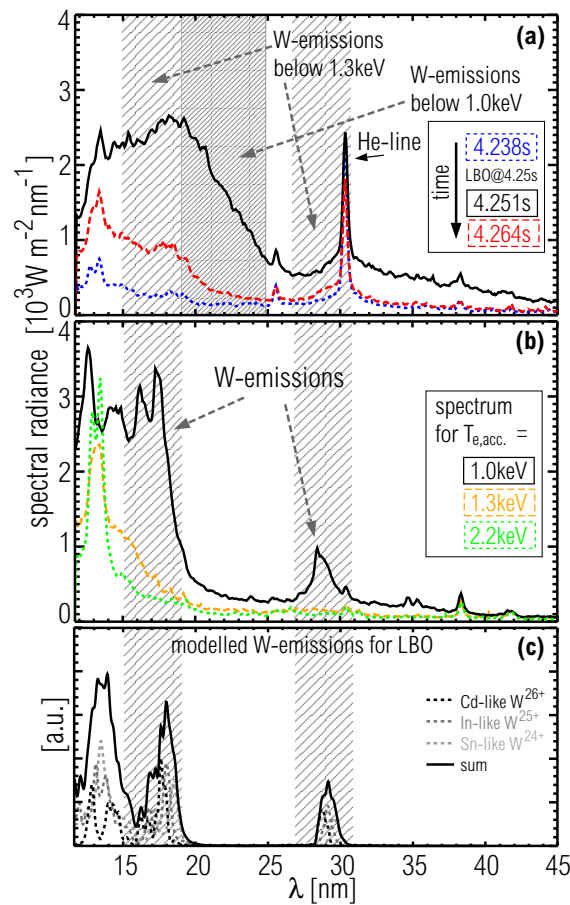 (a)
4
W-emissions
below 1.3keV
W-emissions
below 1.0keV
3
He-line
time
4.238s
LBO@4.25s
4.251s
4.264s
2
1
0
spectral radiance [10³W m⁻²nm⁻¹]
(b)
4
W-emissions
3
spectrum
for Tₑ,acc. =
1.0keV
1.3keV
2.2keV
2
1
0
modelled W-emissions for LBO
(c)
[a.u.]
Cd-like W²⁶⁺
In-like W²⁵⁺
Sn-like W²⁴⁺
sum
15 20 25 30 35 40 45
λ [nm]